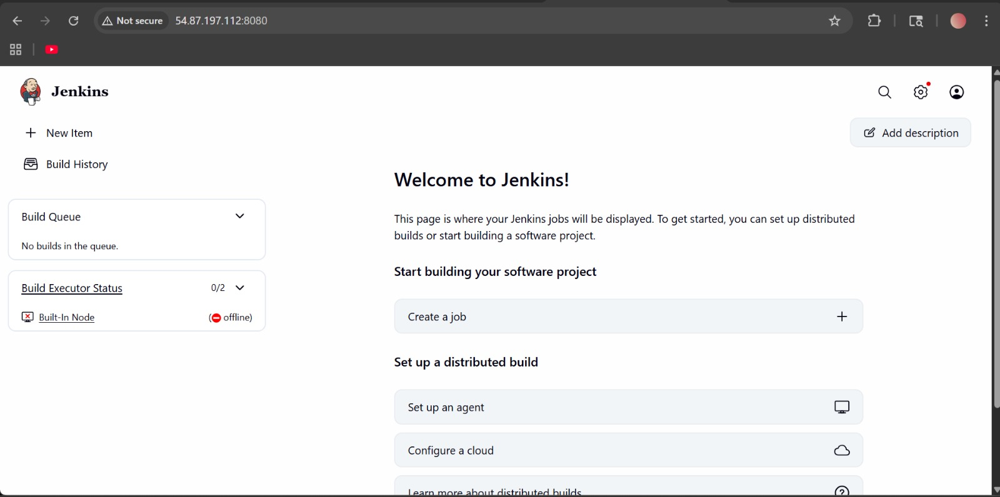 Not secure 54.87.197.112:8080
Jenkins
New Item
Add description
Build History
Welcome to Jenkins!
Build Queue
No builds in the queue.
This page is where your Jenkins jobs will be displayed. To get started, you can set up distributed
builds or start building a software project.
Start building your software project
Build Executor Status 0/2
Built-In Node (offline)
Create a job
Set up a distributed build
Set up an agent
Configure a cloud
Learn more about distributed builds